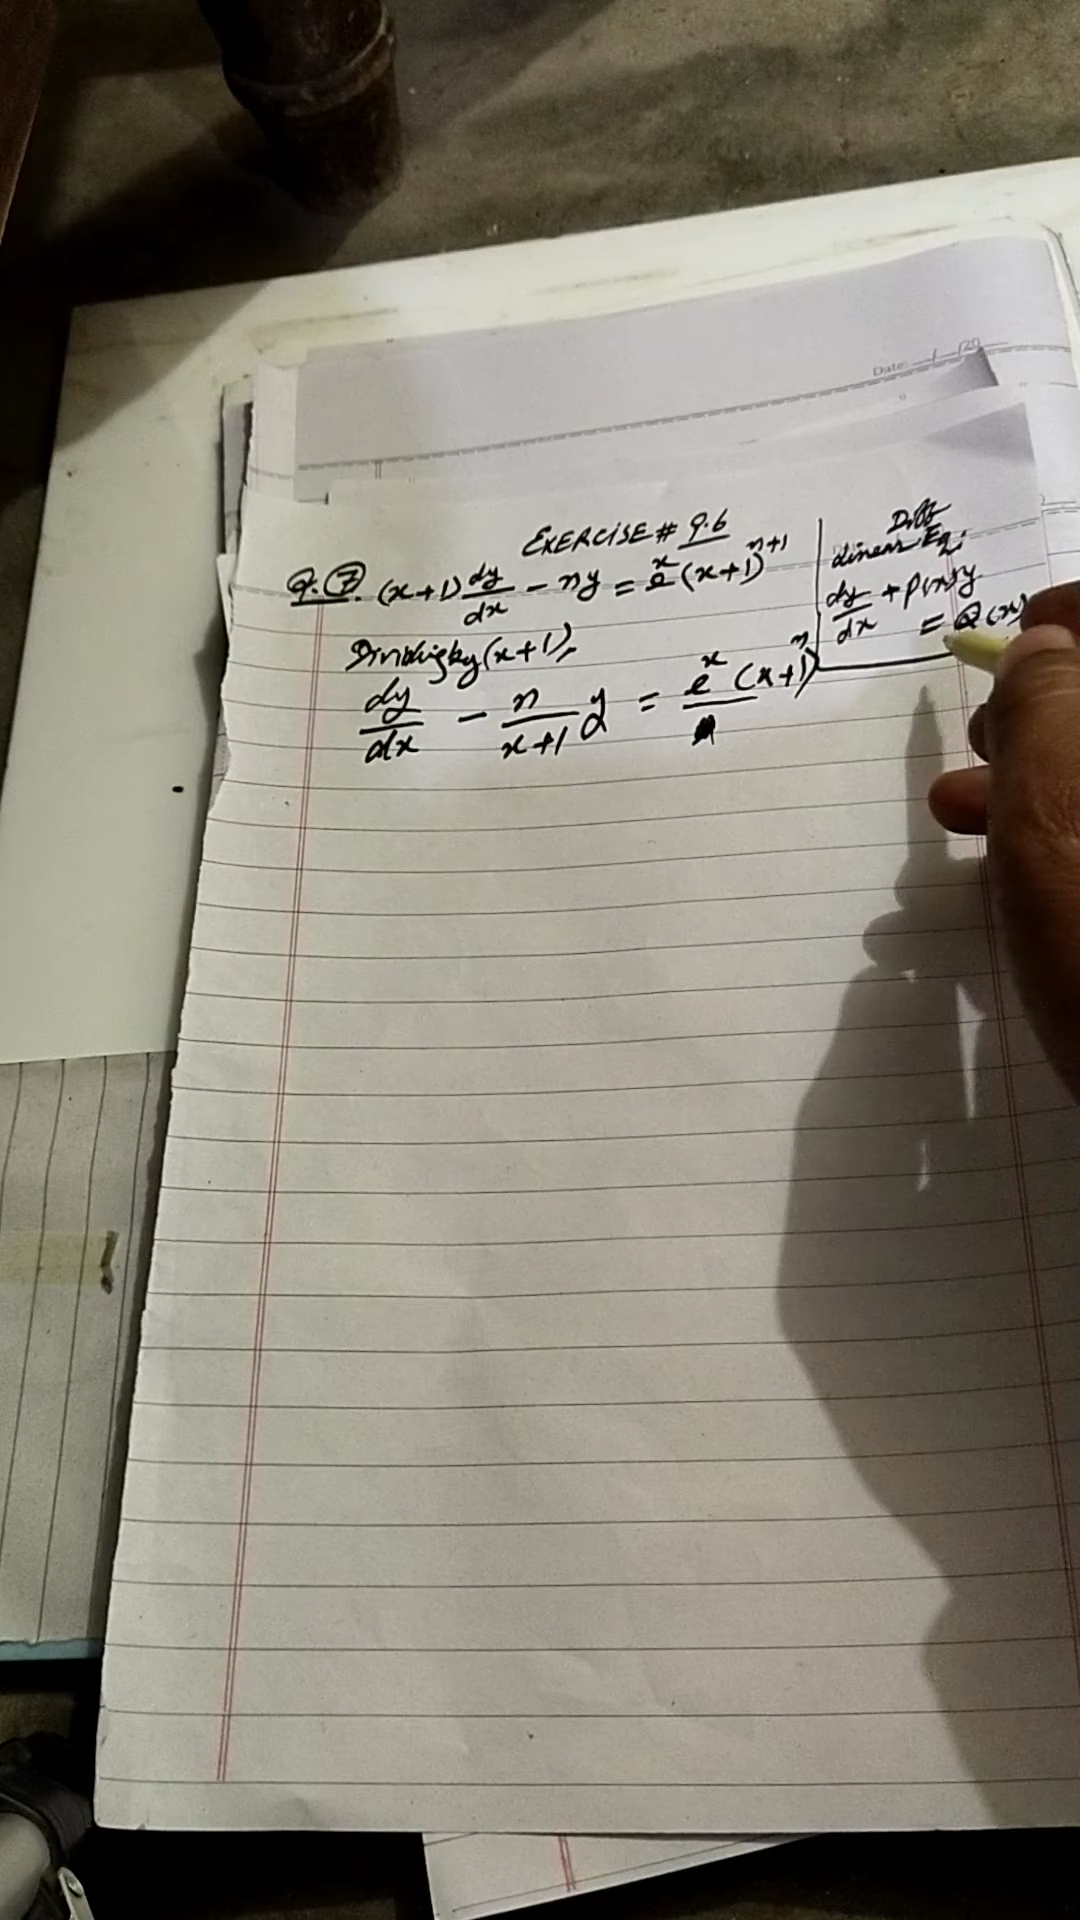 EXERCISE # 9.6
Q.(7). (x+1) dy/dx - ny = e^x (x+1)^n+1
Dividing by (x+1),
dy/dx - n/x+1 y = e^x (x+1)^n
Diff
Linear Eq:
dy/dx + P(x)y
= Q(x)
Date: / /20